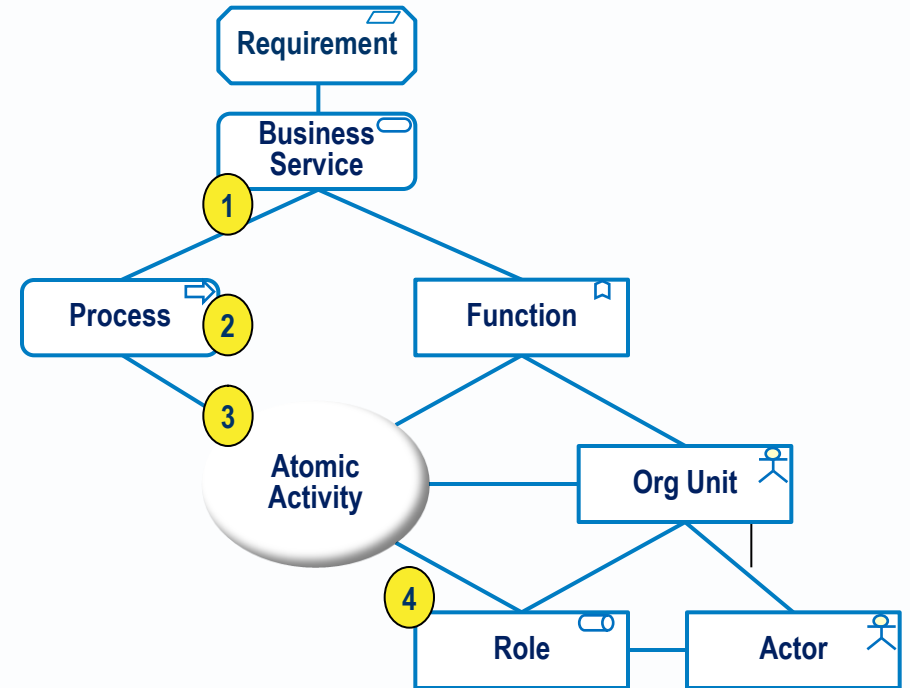 Requirement
Business
Service
1
Process
2
Function
3
Atomic
Activity
Org Unit
4
Role
Actor